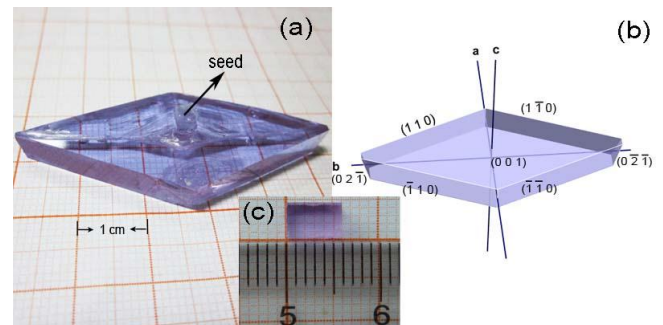 (a)
seed
1 cm
(b)
a c
(1 1 0)
(1 1̄ 0)
b
(0 2 1̄)
(0 0 1)
(0 2̄ 1̄)
(1̄ 1 0)
(1̄ 1̄ 0)
(c)
5 6